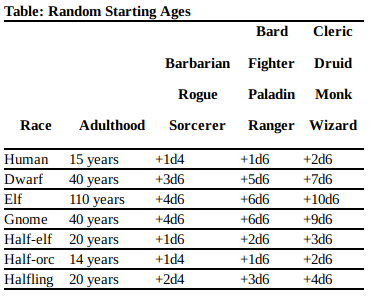 Table: Random Starting Ages
Bard Cleric
Barbarian Fighter Druid
Rogue Paladin Monk
Race Adulthood Sorcerer Ranger Wizard
Human 15 years +1d4 +1d6 +2d6
Dwarf 40 years +3d6 +5d6 +7d6
Elf 110 years +4d6 +6d6 +10d6
Gnome 40 years +4d6 +6d6 +9d6
Half-elf 20 years +1d6 +2d6 +3d6
Half-orc 14 years +1d4 +1d6 +2d6
Halfling 20 years +2d4 +3d6 +4d6